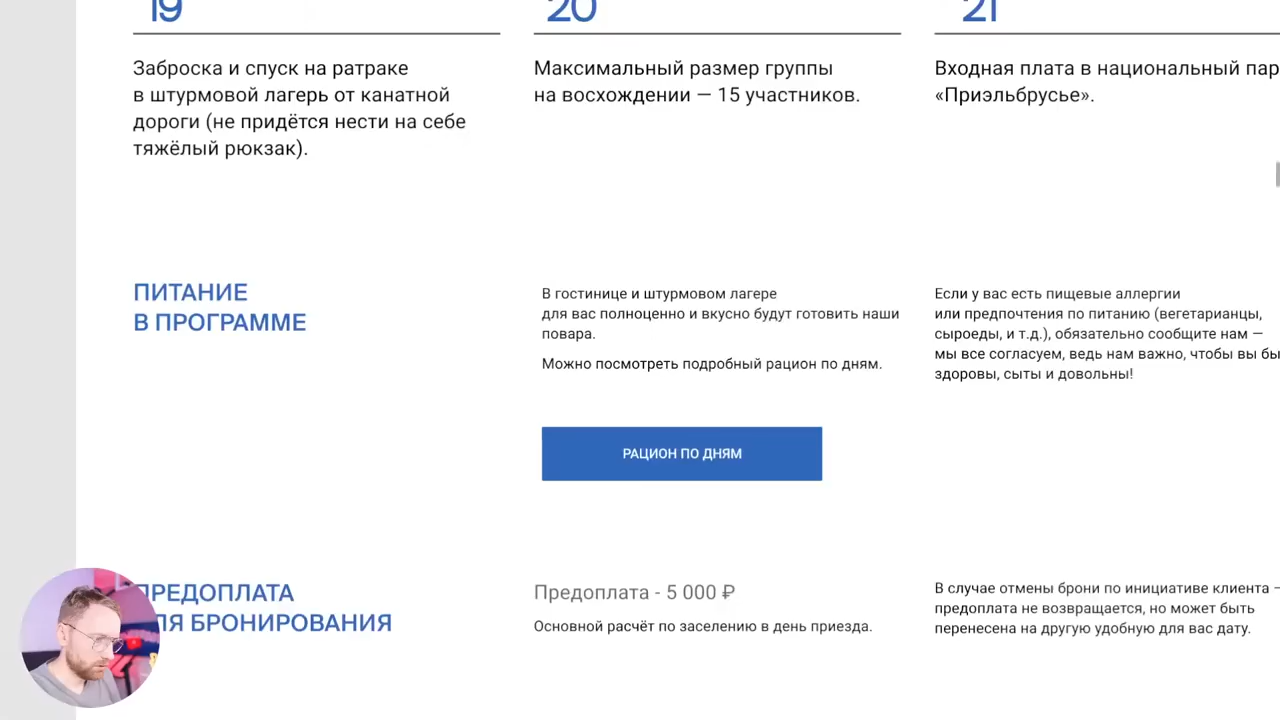 19
Заброска и спуск на ратраке
в штурмовой лагерь от канатной
дороги (не придётся нести на себе
тяжёлый рюкзак).
20
Максимальный размер группы
на восхождении — 15 участников.
21
Входная плата в национальный пар
«Приэльбрусье».
ПИТАНИЕ
В ПРОГРАММЕ
В гостинице и штурмовом лагере
для вас полноценно и вкусно будут готовить наши
повара.
Можно посмотреть подробный рацион по дням.
РАЦИОН ПО ДНЯМ
Если у вас есть пищевые аллергии
или предпочтения по питанию (вегетарианцы,
сыроеды, и т.д.), обязательно сообщите нам —
мы все согласуем, ведь нам важно, чтобы вы бы
здоровы, сыты и довольны!
ПРЕДОПЛАТА
ЛЯ БРОНИРОВАНИЯ
Предоплата - 5 000 ₽
Основной расчёт по заселению в день приезда.
В случае отмены брони по инициативе клиента –
предоплата не возвращается, но может быть
перенесена на другую удобную для вас дату.